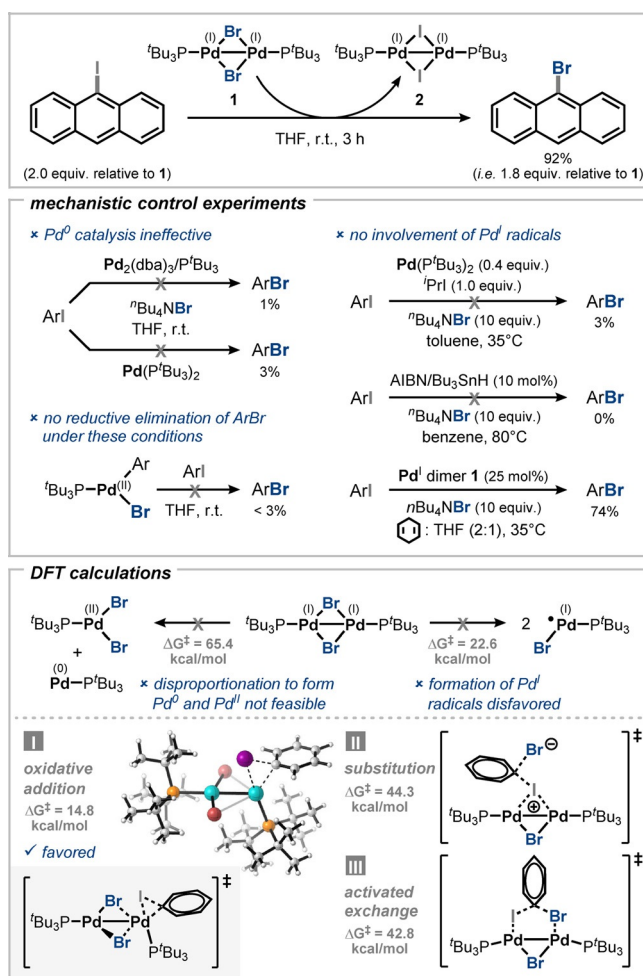 I
Br
(I) (I)
ᵗBu₃P—Pd—Pd—PᵗBu₃
Br
1
I
(I) (I)
ᵗBu₃P—Pd—Pd—PᵗBu₃
I
2
Br
THF, r.t., 3 h
(2.0 equiv. relative to 1)
92%
(i.e. 1.8 equiv. relative to 1)
mechanistic control experiments
× Pd⁰ catalysis ineffective
Pd₂(dba)₃/PᵗBu₃
X
ArBr
1%
ArI
ⁿBu₄NBr
THF, r.t.
X
ArBr
3%
Pd(PᵗBu₃)₂
× no reductive elimination of ArBr
under these conditions
Ar
ᵗBu₃P—Pd(II)
Br
ArI
X
THF, r.t.
ArBr
< 3%
× no involvement of Pdᴵ radicals
Pd(PᵗBu₃)₂ (0.4 equiv.)
ⁱPrI (1.0 equiv.)
ArI
X
ArBr
3%
ⁿBu₄NBr (10 equiv.)
toluene, 35°C
AIBN/Bu₃SnH (10 mol%)
ArI
X
ArBr
0%
ⁿBu₄NBr (10 equiv.)
benzene, 80°C
Pdᴵ dimer 1 (25 mol%)
ArI
ArBr
74%
nBu₄NBr (10 equiv.)
: THF (2:1), 35°C
DFT calculations
(II) Br
ᵗBu₃P—Pd
Br
+
(0)
Pd—PᵗBu₃
X
ΔG‡ = 65.4
kcal/mol
Br
(I) (I)
ᵗBu₃P—Pd—Pd—PᵗBu₃
Br
X
ΔG‡ = 22.6
kcal/mol
2
(I)
•Pd—PᵗBu₃
Br
× disproportionation to form
Pd⁰ and Pdᴵᴵ not feasible
× formation of Pdᴵ
radicals disfavored
I
oxidative
addition
ΔG‡ = 14.8
kcal/mol
✓ favored
Br
I
ᵗBu₃P—Pd—Pd
Br
PᵗBu₃
‡
II
substitution
ΔG‡ = 44.3
kcal/mol
Br⊖
I
⊕
ᵗBu₃P—Pd—Pd—PᵗBu₃
Br
‡
III
activated
exchange
ΔG‡ = 42.8
kcal/mol
I Br
ᵗBu₃P—Pd—Pd—PᵗBu₃
Br
‡